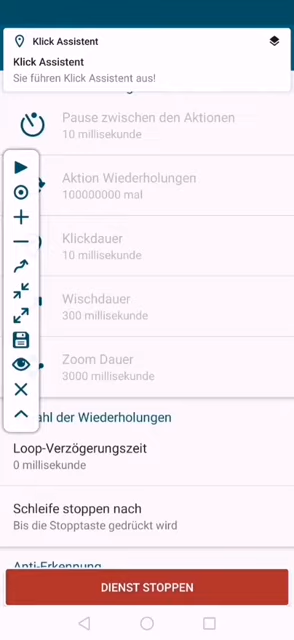 Klick Assistent
Klick Assistent
Sie führen Klick Assistent aus!
Pause zwischen den Aktionen
10 millisekunde
Aktion Wiederholungen
100000000 mal
Klickdauer
10 millisekunde
Wischdauer
300 millisekunde
Zoom Dauer
3000 millisekunde
ahl der Wiederholungen
Loop-Verzögerungszeit
0 millisekunde
Schleife stoppen nach
Bis die Stopptaste gedrückt wird
Anti-Erkennung
DIENST STOPPEN